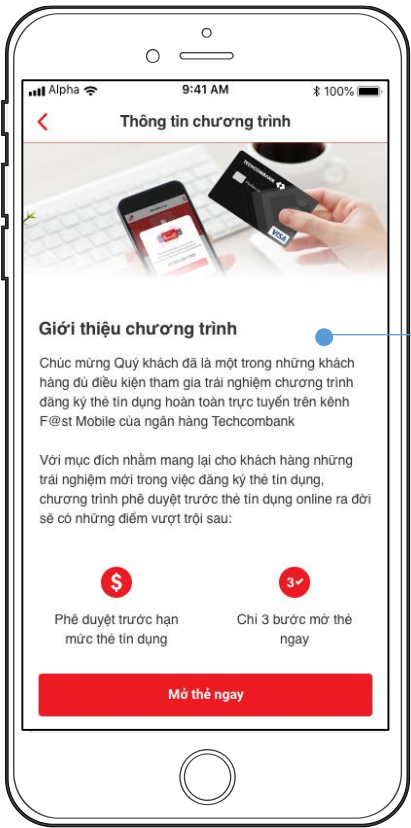 Alpha 9:41 AM 100%
Thông tin chương trình
TECHCOMBANK
VISA
Giới thiệu chương trình
Chúc mừng Quý khách đã là một trong những khách
hàng đủ điều kiện tham gia trải nghiệm chương trình
đăng ký thẻ tín dụng hoàn toàn trực tuyến trên kênh
F@st Mobile của ngân hàng Techcombank
Với mục đích nhằm mang lại cho khách hàng những
trải nghiệm mới trong việc đăng ký thẻ tín dụng,
chương trình phê duyệt trước thẻ tín dụng online ra đời
sẽ có những điểm vượt trội sau:
$ 3
Phê duyệt trước hạn Chỉ 3 bước mở thẻ
mức thẻ tín dụng ngay
Mở thẻ ngay